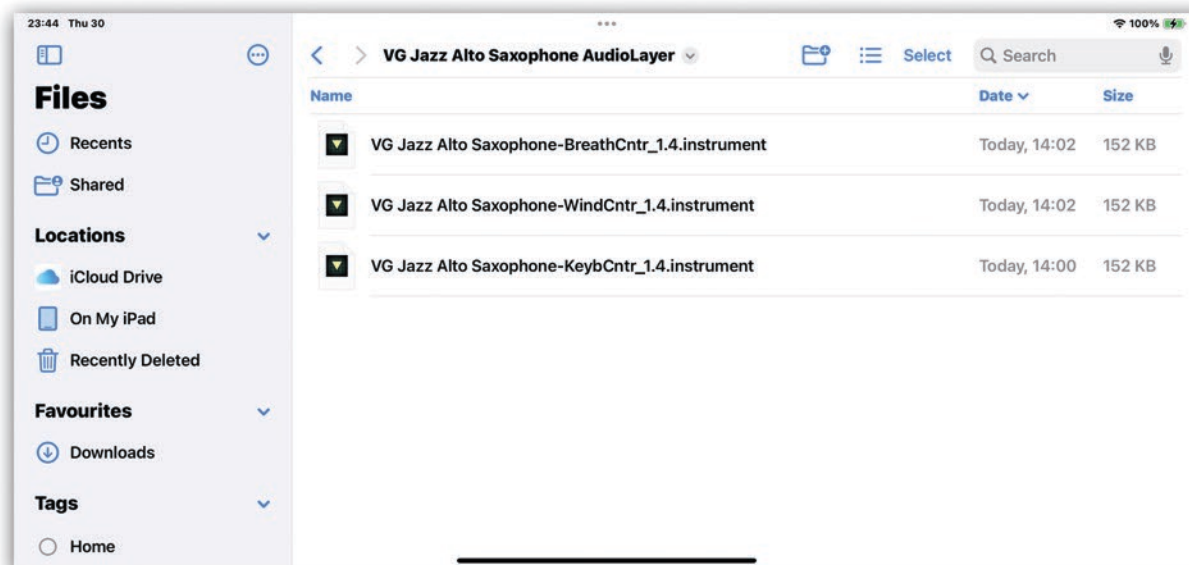 23:44 Thu 30
100%
Files
Recents
Shared
Locations
iCloud Drive
On My iPad
Recently Deleted
Favourites
Downloads
Tags
Home
VG Jazz Alto Saxophone AudioLayer
Select
Search
Name Date Size
VG Jazz Alto Saxophone-BreathCntr_1.4.instrument Today, 14:02 152 KB
VG Jazz Alto Saxophone-WindCntr_1.4.instrument Today, 14:02 152 KB
VG Jazz Alto Saxophone-KeybCntr_1.4.instrument Today, 14:00 152 KB